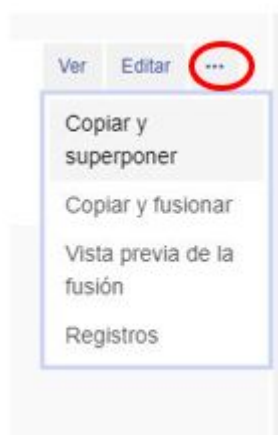 Ver Editar ...
Copiar y
superponer
Copiar y fusionar
Vista previa de la
fusión
Registros